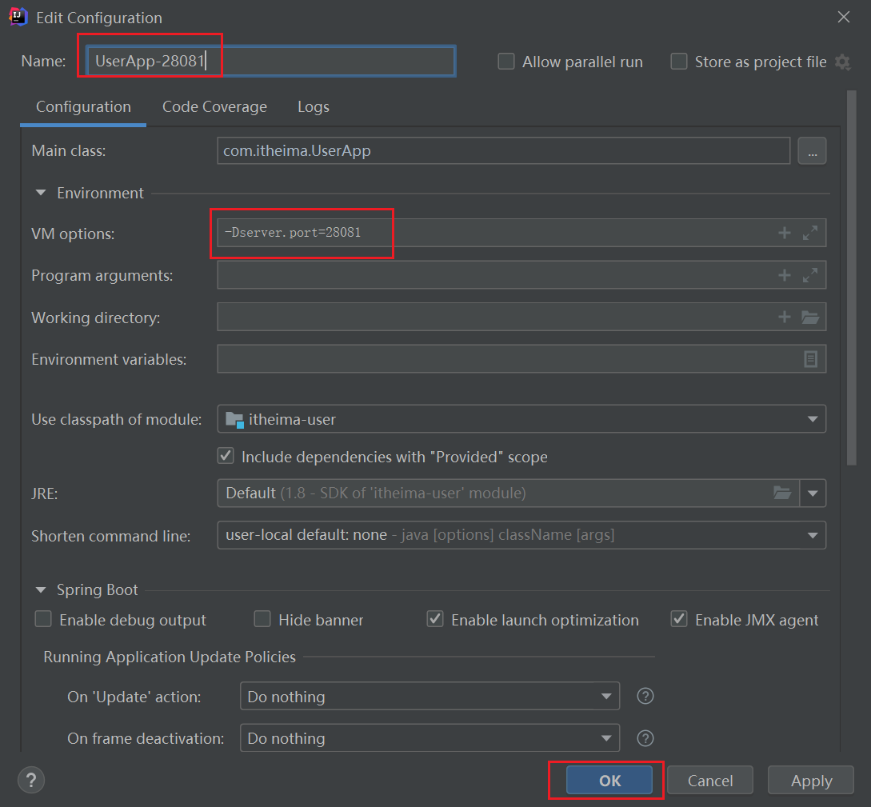 Edit Configuration
Name: UserApp-28081 Allow parallel run Store as project file
Configuration Code Coverage Logs
Main class: com.itheima.UserApp ...
Environment
VM options: -Dserver.port=28081
Program arguments:
Working directory:
Environment variables:
Use classpath of module: itheima-user
Include dependencies with "Provided" scope
JRE: Default (1.8 - SDK of 'itheima-user' module)
Shorten command line: user-local default: none - java [options] className [args]
Spring Boot
Enable debug output Hide banner Enable launch optimization Enable JMX agent
Running Application Update Policies
On 'Update' action: Do nothing ?
On frame deactivation: Do nothing ?
? OK Cancel Apply